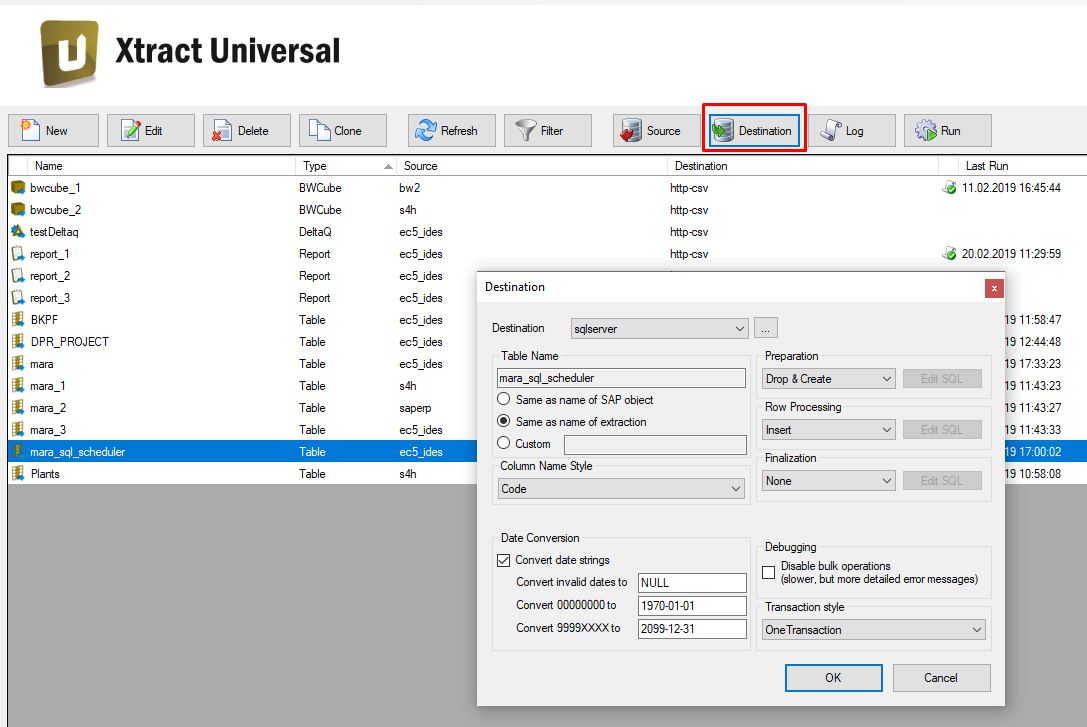 Xtract Universal
New Edit Delete Clone Refresh Filter Source Destination Log Run
Name Type Source Destination Last Run
bwcube_1 BWCube bw2 http-csv 11.02.2019 16:45:44
bwcube_2 BWCube s4h http-csv
testDeltaq DeltaQ ec5_ides http-csv
report_1 Report ec5_ides http-csv 20.02.2019 11:29:59
report_2 Report ec5_ides
report_3 Report ec5_ides
BKPF Table ec5_ides 19 11:58:47
DPR_PROJECT Table ec5_ides 19 12:44:48
mara Table ec5_ides 19 17:33:23
mara_1 Table s4h 19 11:43:23
mara_2 Table saperp 19 11:43:27
mara_3 Table ec5_ides 19 11:43:33
mara_sql_scheduler Table ec5_ides 19 17:00:02
Plants Table s4h 19 10:58:08
Destination x
Destination sqlserver ...
Table Name
mara_sql_scheduler
Same as name of SAP object
Same as name of extraction
Custom
Column Name Style
Code
Preparation
Drop & Create Edit SQL
Row Processing
Insert Edit SQL
Finalization
None Edit SQL
Date Conversion
Convert date strings
Convert invalid dates to NULL
Convert 00000000 to 1970-01-01
Convert 9999XXXX to 2099-12-31
Debugging
Disable bulk operations
(slower, but more detailed error messages)
Transaction style
OneTransaction
OK Cancel